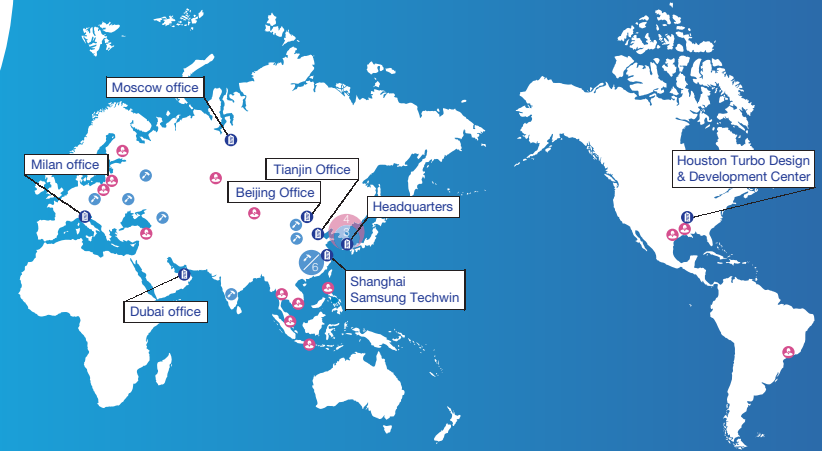 Moscow office
Milan office
Tianjin Office
Beijing Office
Houston Turbo Design
& Development Center
Headquarters
4
6
Shanghai
Samsung Techwin
Dubai office